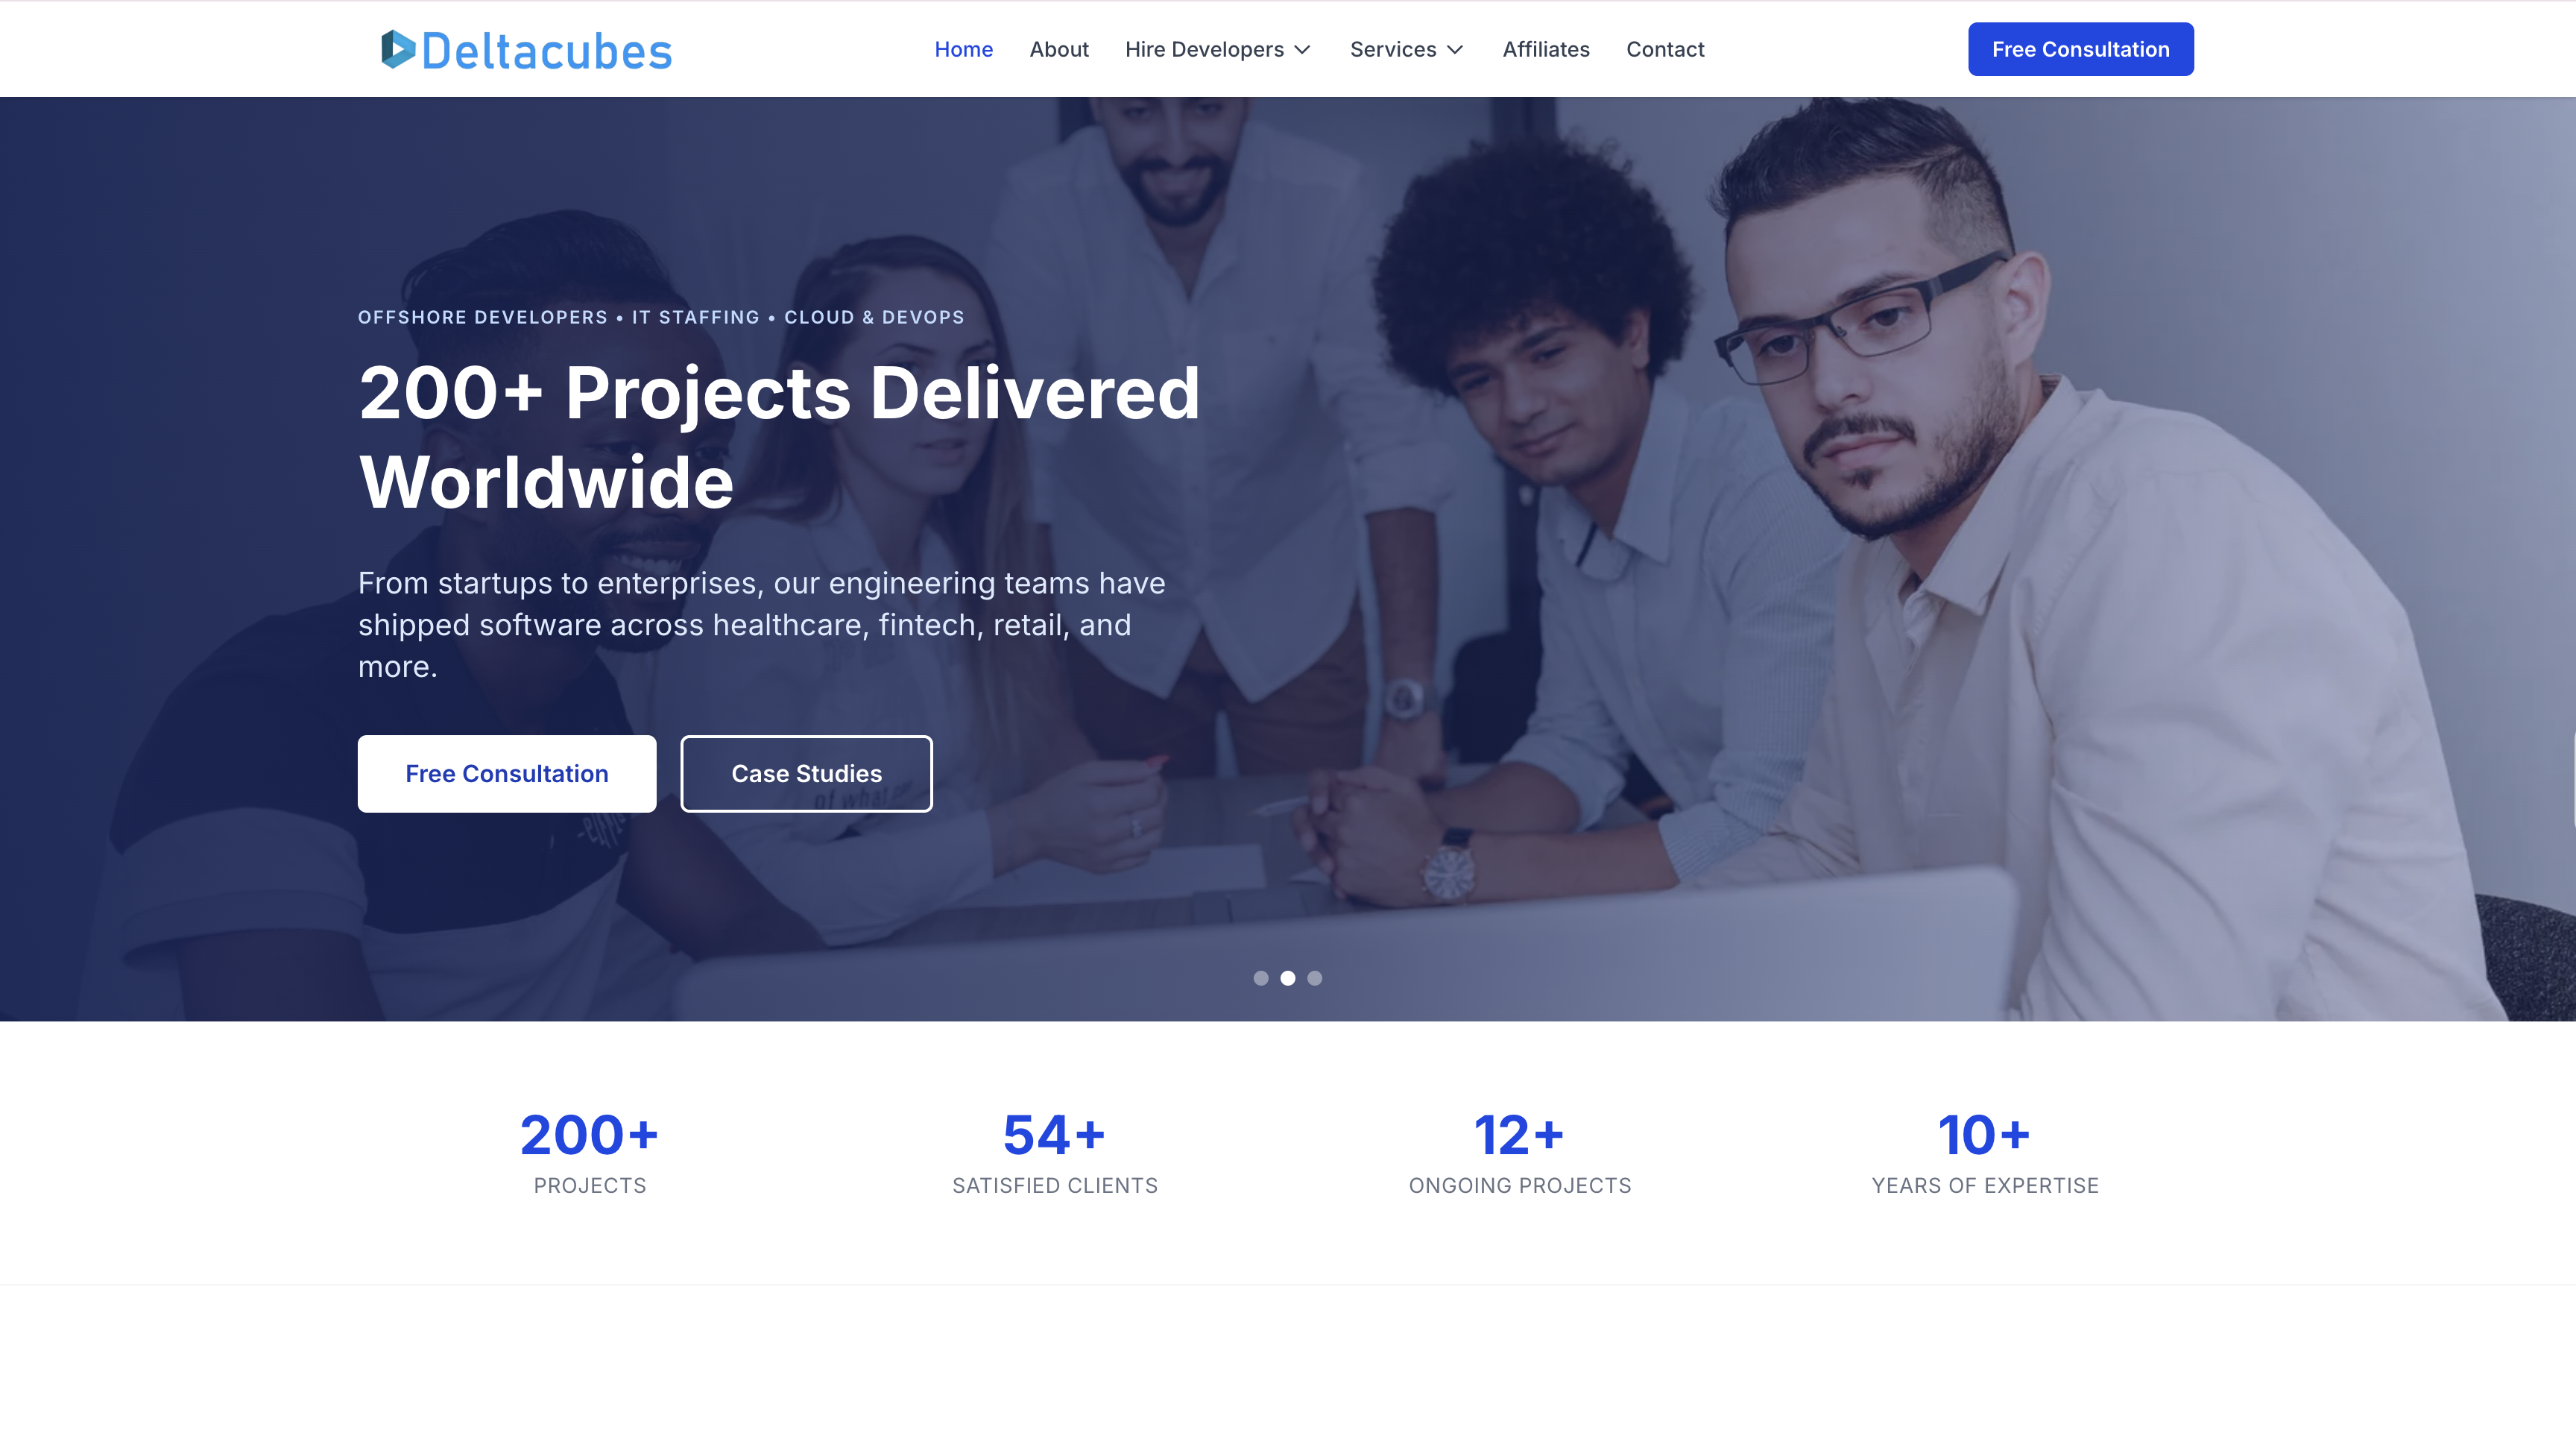 Deltacubes
Home About Hire Developers Services Affiliates Contact
Free Consultation
OFFSHORE DEVELOPERS • IT STAFFING • CLOUD & DEVOPS
200+ Projects Delivered
Worldwide
From startups to enterprises, our engineering teams have
shipped software across healthcare, fintech, retail, and
more.
Free Consultation
Case Studies
of what
200+
PROJECTS
54+
SATISFIED CLIENTS
12+
ONGOING PROJECTS
10+
YEARS OF EXPERTISE